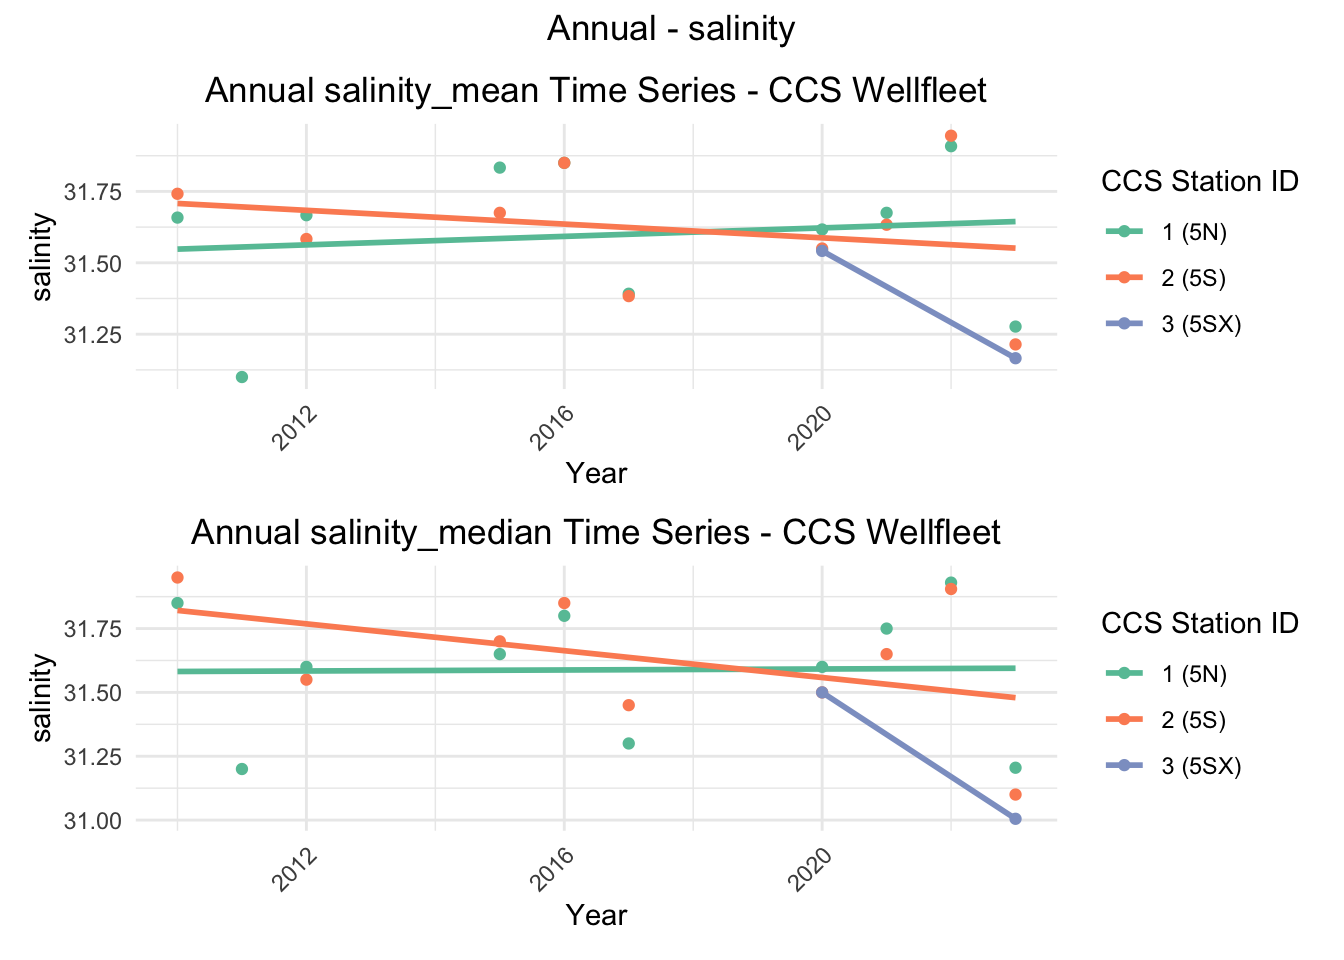 Annual - salinity
Annual salinity_mean Time Series - CCS Wellfleet
salinity
31.75
31.50
31.25
2012
2016
2020
Year
CCS Station ID
1 (5N)
2 (5S)
3 (5SX)
Annual salinity_median Time Series - CCS Wellfleet
salinity
31.75
31.50
31.25
31.00
2012
2016
2020
Year
CCS Station ID
1 (5N)
2 (5S)
3 (5SX)